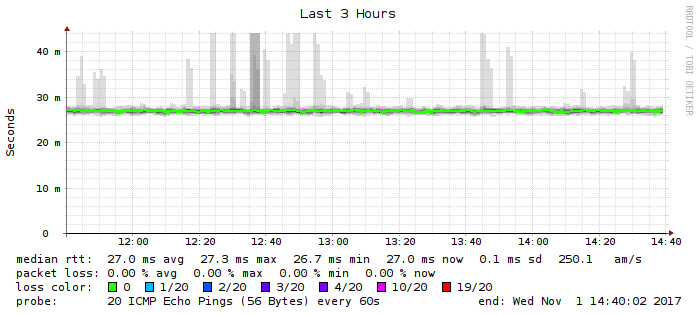 Last 3 Hours
RRDTOOL / TOBI OETIKER
Seconds
40 m
30 m
20 m
10 m
0
12:00 12:20 12:40 13:00 13:20 13:40 14:00 14:20 14:40
median rtt: 27.0 ms avg 27.3 ms max 26.7 ms min 27.0 ms now 0.1 ms sd 250.1 am/s
packet loss: 0.00 % avg 0.00 % max 0.00 % min 0.00 % now
loss color: 0 1/20 2/20 3/20 4/20 10/20 19/20
probe: 20 ICMP Echo Pings (56 Bytes) every 60s end: Wed Nov 1 14:40:02 2017